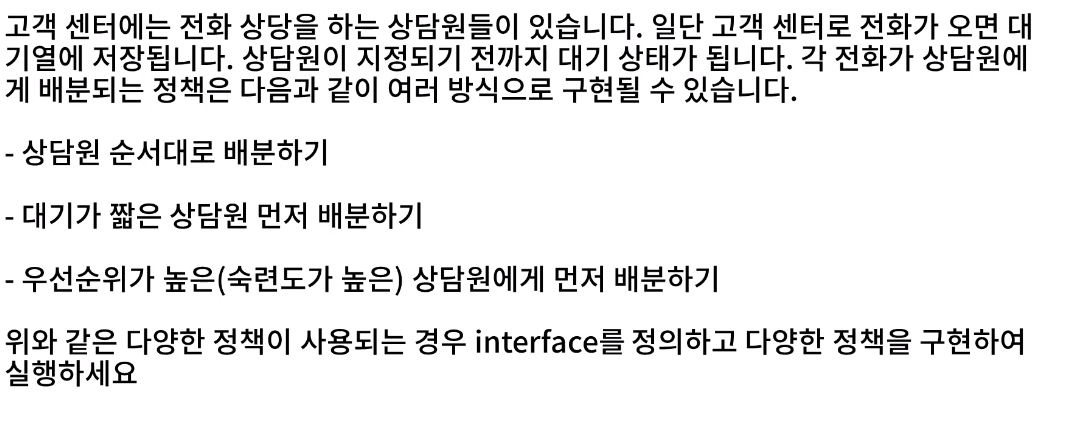 고객 센터에는 전화 상당을 하는 상담원들이 있습니다. 일단 고객 센터로 전화가 오면 대
기열에 저장됩니다. 상담원이 지정되기 전까지 대기 상태가 됩니다. 각 전화가 상담원에
게 배분되는 정책은 다음과 같이 여러 방식으로 구현될 수 있습니다.
- 상담원 순서대로 배분하기
- 대기가 짧은 상담원 먼저 배분하기
- 우선순위가 높은(숙련도가 높은) 상담원에게 먼저 배분하기
위와 같은 다양한 정책이 사용되는 경우 interface를 정의하고 다양한 정책을 구현하여
실행하세요